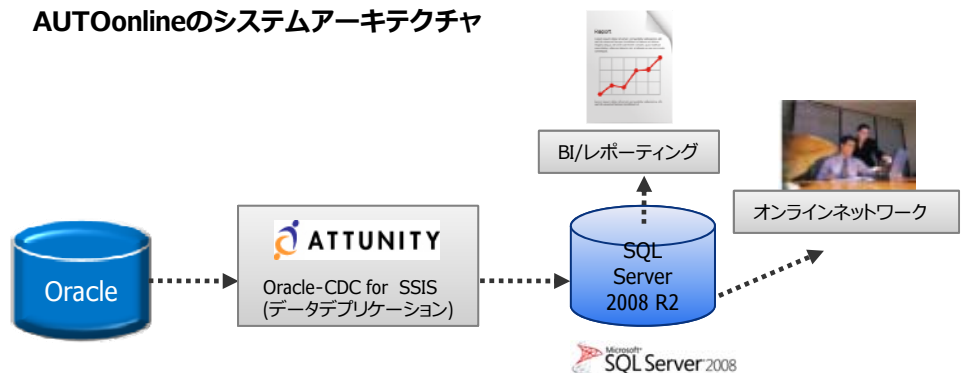 AUTOonlineのシステムアーキテクチャ
Report
BI/レポーティング
オンラインネットワーク
Oracle
ATTUNITY
Oracle-CDC for SSIS
(データデプリケーション)
SQL
Server
2008 R2
Microsoft
SQL Server 2008